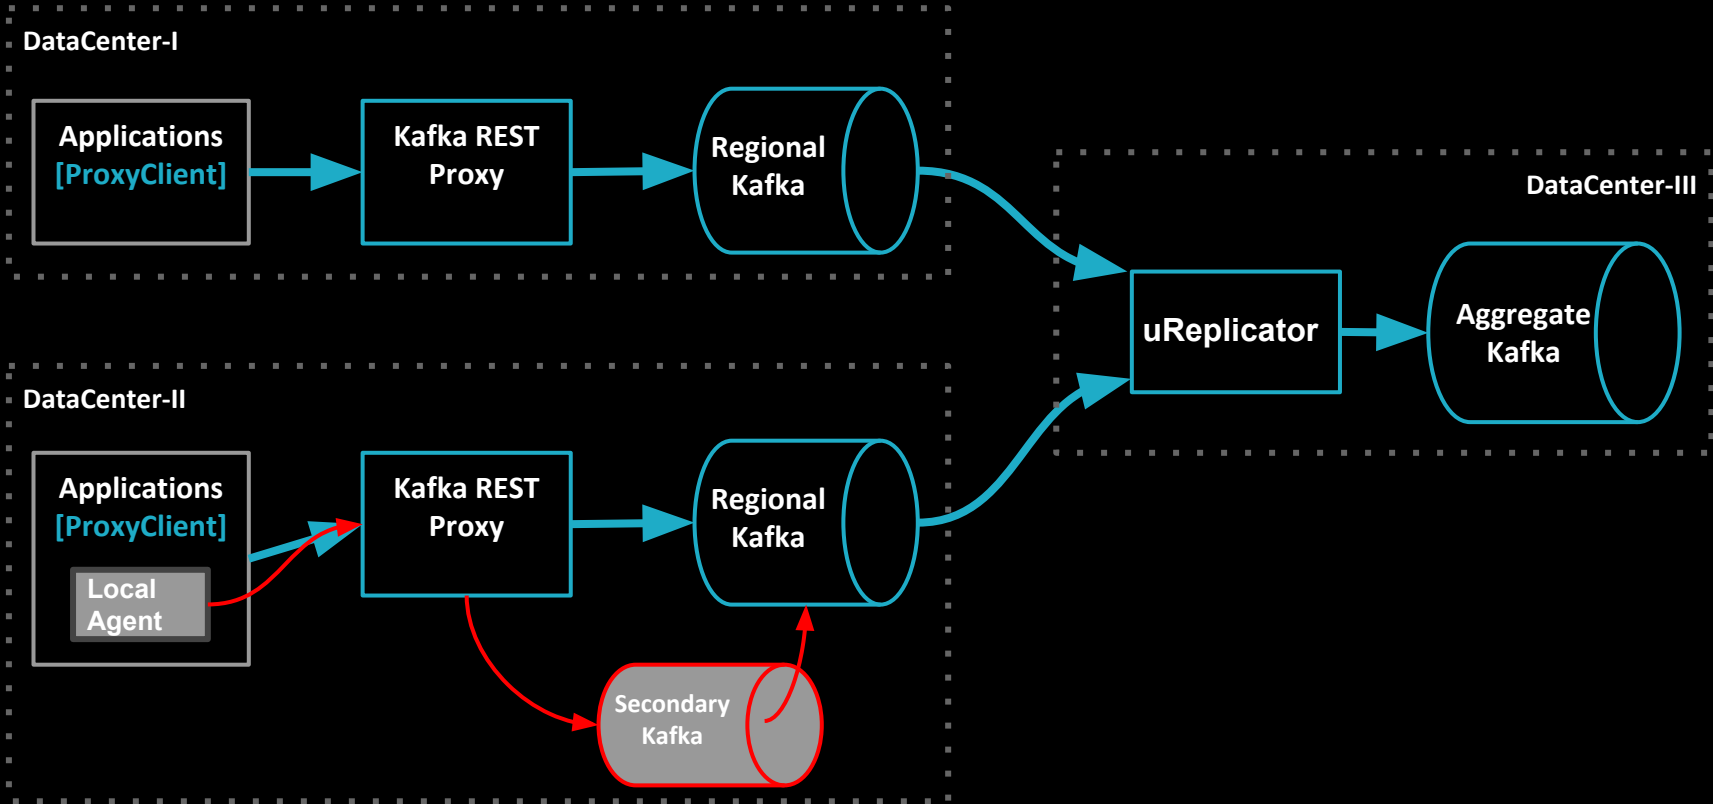 DataCenter-I
Applications
[ProxyClient]
Kafka REST
Proxy
Regional
Kafka
DataCenter-III
uReplicator
Aggregate
Kafka
DataCenter-II
Applications
[ProxyClient]
Local
Agent
Kafka REST
Proxy
Regional
Kafka
Secondary
Kafka